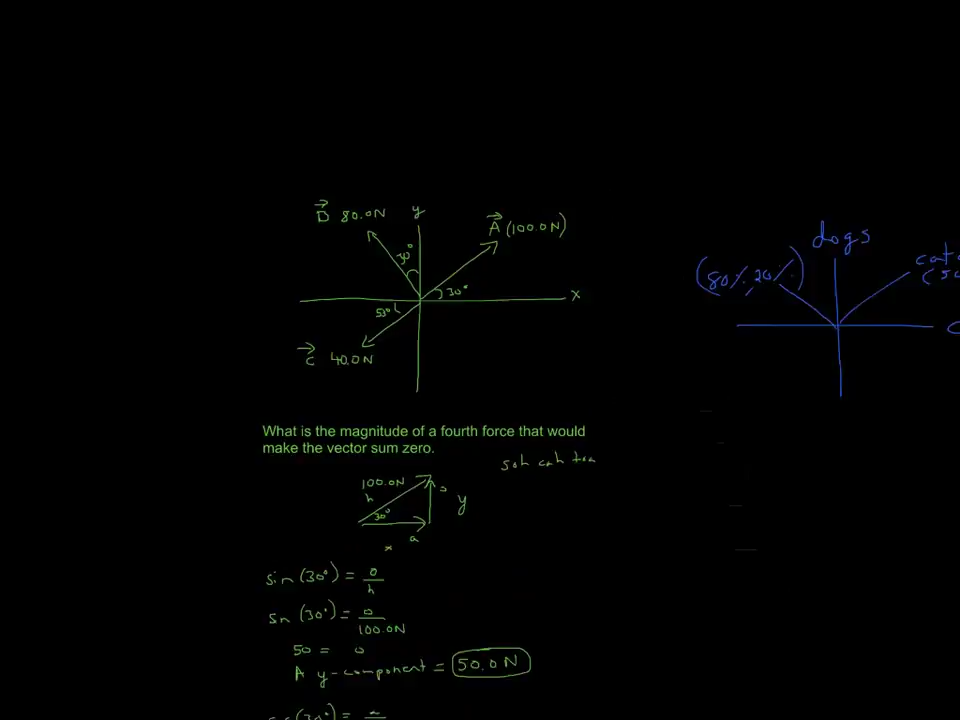 D 80.0N
y
A (100.0N)
30°
30°
x
53°
C 40.0N
dogs
(80% 20%)
What is the magnitude of a fourth force that would
make the vector sum zero.
soh cah toa
100.0N
h
30°
o
y
x
a
sin(30°) = o/h
sin(30°) = o/100.0N
50 = o
A y-component = 50.0N